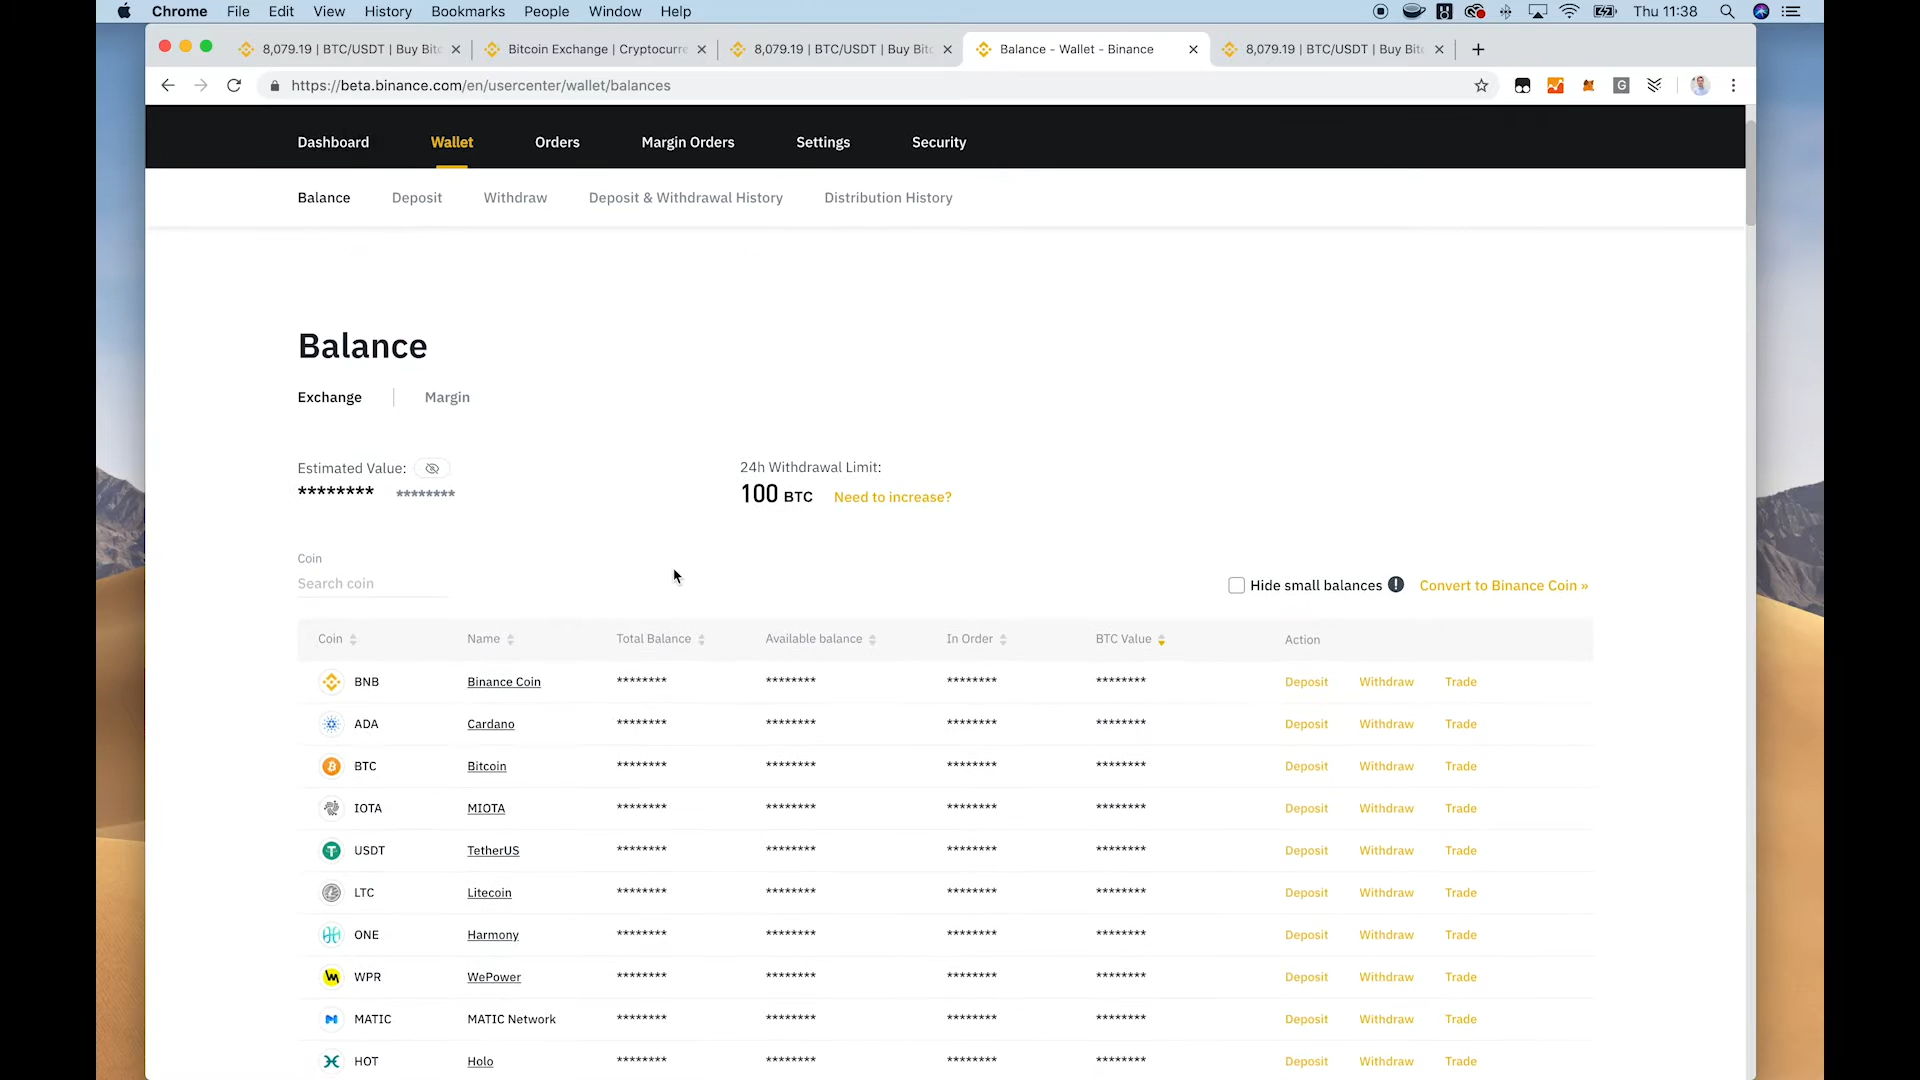 Chrome File Edit View History Bookmarks People Window Help Thu 11:38
8,079.19 | BTC/USDT | Buy Bitc Bitcoin Exchange | Cryptocurre 8,079.19 | BTC/USDT | Buy Bitc Balance - Wallet - Binance 8,079.19 | BTC/USDT | Buy Bitc
https://beta.binance.com/en/usercenter/wallet/balances
Dashboard Wallet Orders Margin Orders Settings Security
Balance Deposit Withdraw Deposit & Withdrawal History Distribution History
Balance
Exchange | Margin
Estimated Value: 24h Withdrawal Limit:
******** ******** 100 BTC Need to increase?
Coin
Search coin Hide small balances Convert to Binance Coin »
Coin Name Total Balance Available balance In Order BTC Value Action
BNB Binance Coin ******** ******** ******** ******** Deposit Withdraw Trade
ADA Cardano ******** ******** ******** ******** Deposit Withdraw Trade
BTC Bitcoin ******** ******** ******** ******** Deposit Withdraw Trade
IOTA MIOTA ******** ******** ******** ******** Deposit Withdraw Trade
USDT TetherUS ******** ******** ******** ******** Deposit Withdraw Trade
LTC Litecoin ******** ******** ******** ******** Deposit Withdraw Trade
ONE Harmony ******** ******** ******** ******** Deposit Withdraw Trade
WPR WePower ******** ******** ******** ******** Deposit Withdraw Trade
MATIC MATIC Network ******** ******** ******** ******** Deposit Withdraw Trade
HOT Holo ******** ******** ******** ******** Deposit Withdraw Trade